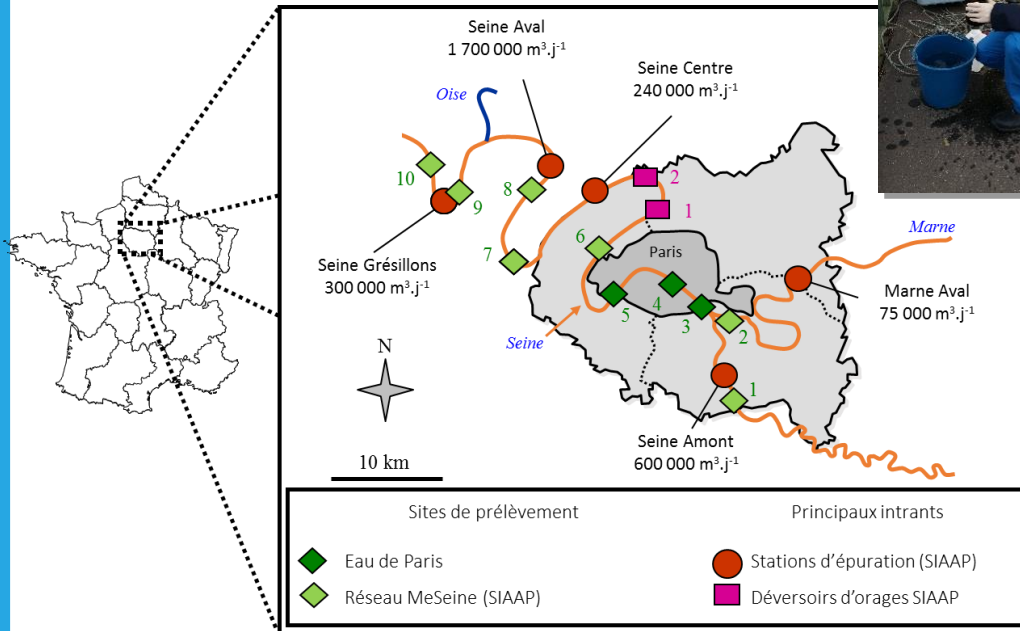 Seine Aval
1 700 000 m³.j⁻¹
Seine Centre
240 000 m³.j⁻¹
Oise
10
9
8
2
1
7
6
Paris
Marne
Seine Grésillons
300 000 m³.j⁻¹
5
4
3
2
Marne Aval
75 000 m³.j⁻¹
Seine
N
1
Seine Amont
600 000 m³.j⁻¹
10 km
Sites de prélèvement
Eau de Paris
Réseau MeSeine (SIAAP)
Principaux intrants
Stations d’épuration (SIAAP)
Déversoirs d’orages SIAAP